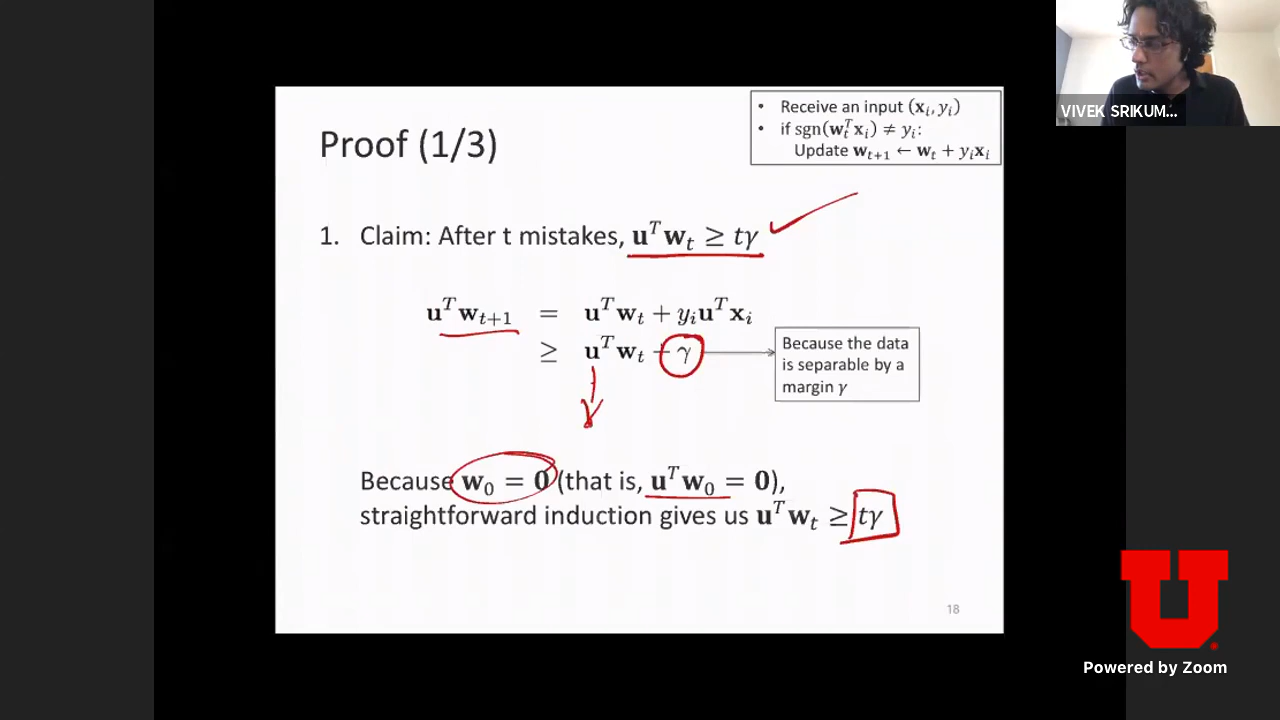 VIVEK SRIKUM...
• Receive an input (𝐱ᵢ, yᵢ)
• if sgn(𝐰ₜᵀ𝐱ᵢ) ≠ yᵢ:
Update 𝐰ₜ₊₁ ← 𝐰ₜ + yᵢ𝐱ᵢ
Proof (1/3)
1. Claim: After t mistakes, 𝐮ᵀ𝐰ₜ ≥ tγ
𝐮ᵀ𝐰ₜ₊₁ = 𝐮ᵀ𝐰ₜ + yᵢ𝐮ᵀ𝐱ᵢ
≥ 𝐮ᵀ𝐰ₜ + γ
Because the data
is separable by a
margin γ
γ
Because 𝐰₀ = 𝟎 (that is, 𝐮ᵀ𝐰₀ = 𝟎),
straightforward induction gives us 𝐮ᵀ𝐰ₜ ≥ tγ
18
U
Powered by Zoom